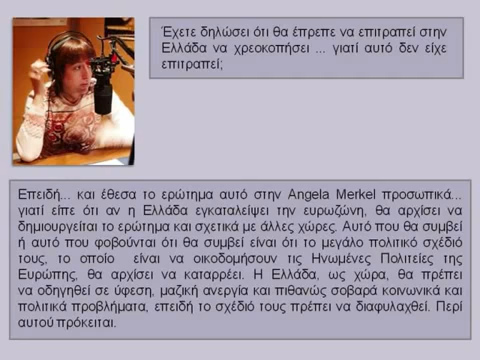 Έχετε δηλώσει ότι θα έπρεπε να επιτραπεί στην
Ελλάδα να χρεοκοπήσει ... γιατί αυτό δεν είχε
επιτραπεί;
Επειδή... και έθεσα το ερώτημα αυτό στην Angela Merkel προσωπικά...
γιατί είπε ότι αν η Ελλάδα εγκαταλείψει την ευρωζώνη, θα αρχίσει να
δημιουργείται το ερώτημα και σχετικά με άλλες χώρες. Αυτό που θα συμβεί
ή αυτό που φοβούνται ότι θα συμβεί είναι ότι το μεγάλο πολιτικό σχέδιό
τους, το οποίο είναι να οικοδομήσουν τις Ηνωμένες Πολιτείες της
Ευρώπης, θα αρχίσει να καταρρέει. Η Ελλάδα, ως χώρα, θα πρέπει
να οδηγηθεί σε ύφεση, μαζική ανεργία και πιθανώς σοβαρά κοινωνικά και
πολιτικά προβλήματα, επειδή το σχέδιό τους πρέπει να διαφυλαχθεί. Περί
αυτού πρόκειται.